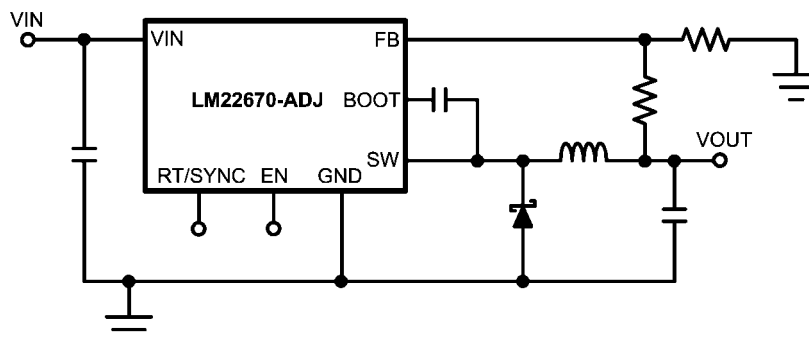 VIN
VIN
FB
LM22670-ADJ
BOOT
VOUT
SW
RT/SYNC
EN
GND